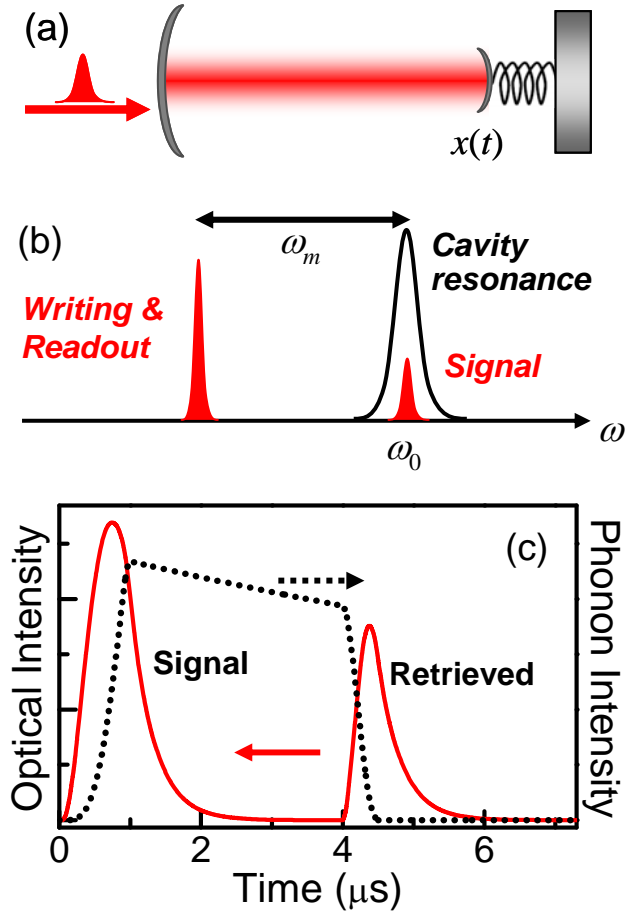 (a)
x(t)
(b)
ωm
Cavity
resonance
Writing &
Readout
Signal
ω
ω0
(c)
Optical Intensity
Phonon Intensity
Signal
Retrieved
0
2
4
6
Time (μs)